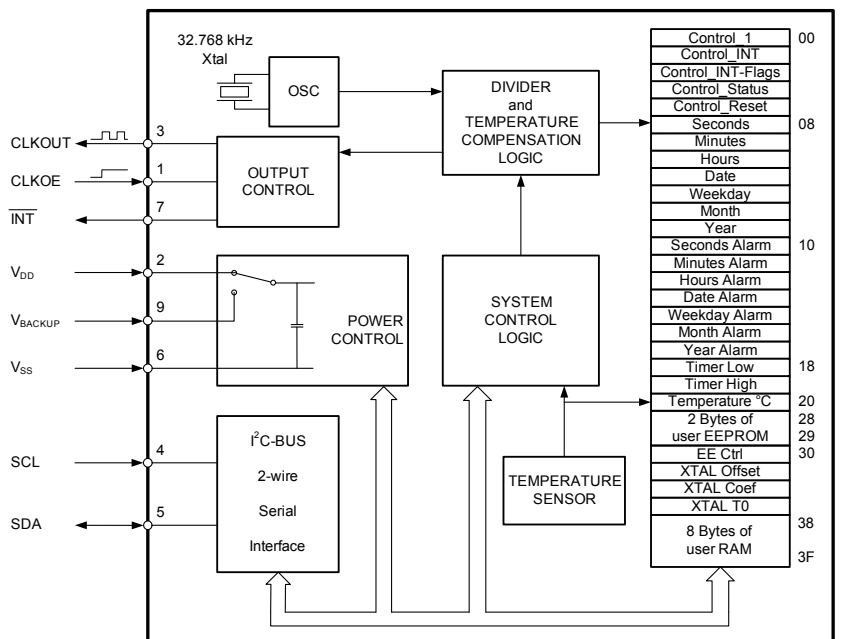 32.768 kHz
Xtal
OSC
DIVIDER
and
TEMPERATURE
COMPENSATION
LOGIC
CLKOUT
3
CLKOE
1
INT
7
OUTPUT
CONTROL
VDD
2
VBACKUP
9
VSS
6
POWER
CONTROL
SYSTEM
CONTROL
LOGIC
SCL
4
SDA
5
I2C-BUS
2-wire
Serial
Interface
TEMPERATURE
SENSOR
Control_1 00
Control_INT
Control_INT-Flags
Control_Status
Control_Reset
Seconds 08
Minutes
Hours
Date
Weekday
Month
Year
Seconds Alarm 10
Minutes Alarm
Hours Alarm
Date Alarm
Weekday Alarm
Month Alarm
Year Alarm
Timer Low 18
Timer High
Temperature °C 20
2 Bytes of 28
user EEPROM 29
EE Ctrl 30
XTAL Offset
XTAL Coef
XTAL T0
38
8 Bytes of
user RAM
3F